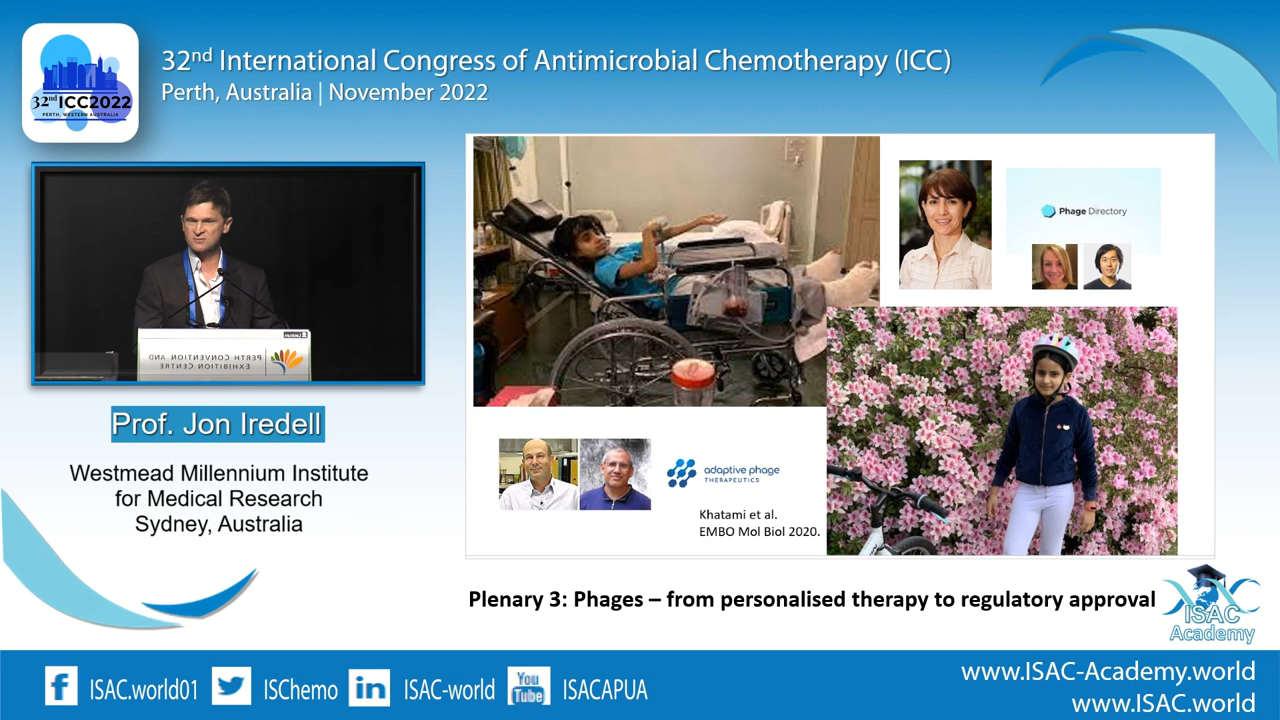 32nd International Congress of Antimicrobial Chemotherapy (ICC)
Perth, Australia | November 2022
32nd ICC2022
PERTH, WESTERN AUSTRALIA
PERTH CONVENTION AND
EXHIBITION CENTRE
Prof. Jon Iredell
Westmead Millennium Institute
for Medical Research
Sydney, Australia
Phage Directory
adaptive phage
THERAPEUTICS
Khatami et al.
EMBO Mol Biol 2020.
Plenary 3: Phages – from personalised therapy to regulatory approval
ISAC
Academy
f ISAC.world01
ISChemo
in ISAC-world
You
Tube ISACAPUA
www.ISAC-Academy.world
www.ISAC.world